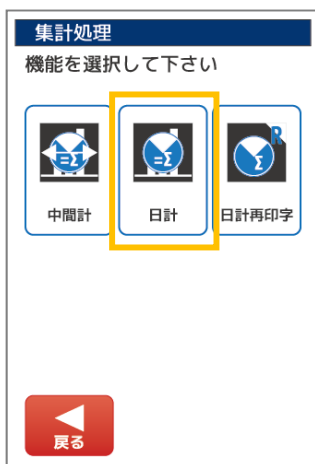 集計処理
機能を選択して下さい
=Σ
=Σ
R
Σ
中間計
日計
日計再印字
戻る